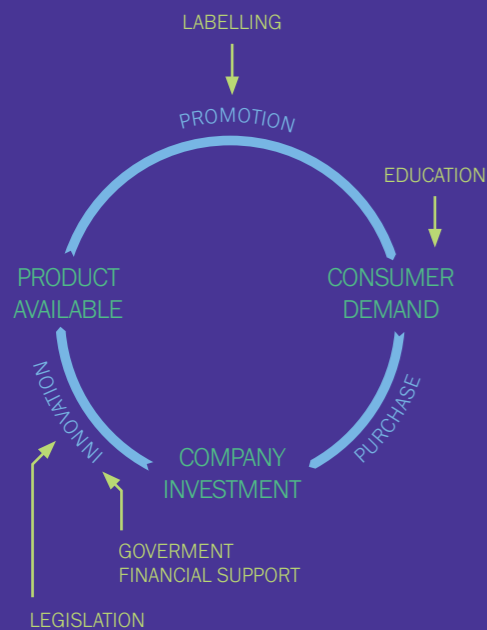 LABELLING
PROMOTION
EDUCATION
PRODUCT
AVAILABLE
CONSUMER
DEMAND
INNOVATION
PURCHASE
COMPANY
INVESTMENT
GOVERMENT
FINANCIAL SUPPORT
LEGISLATION